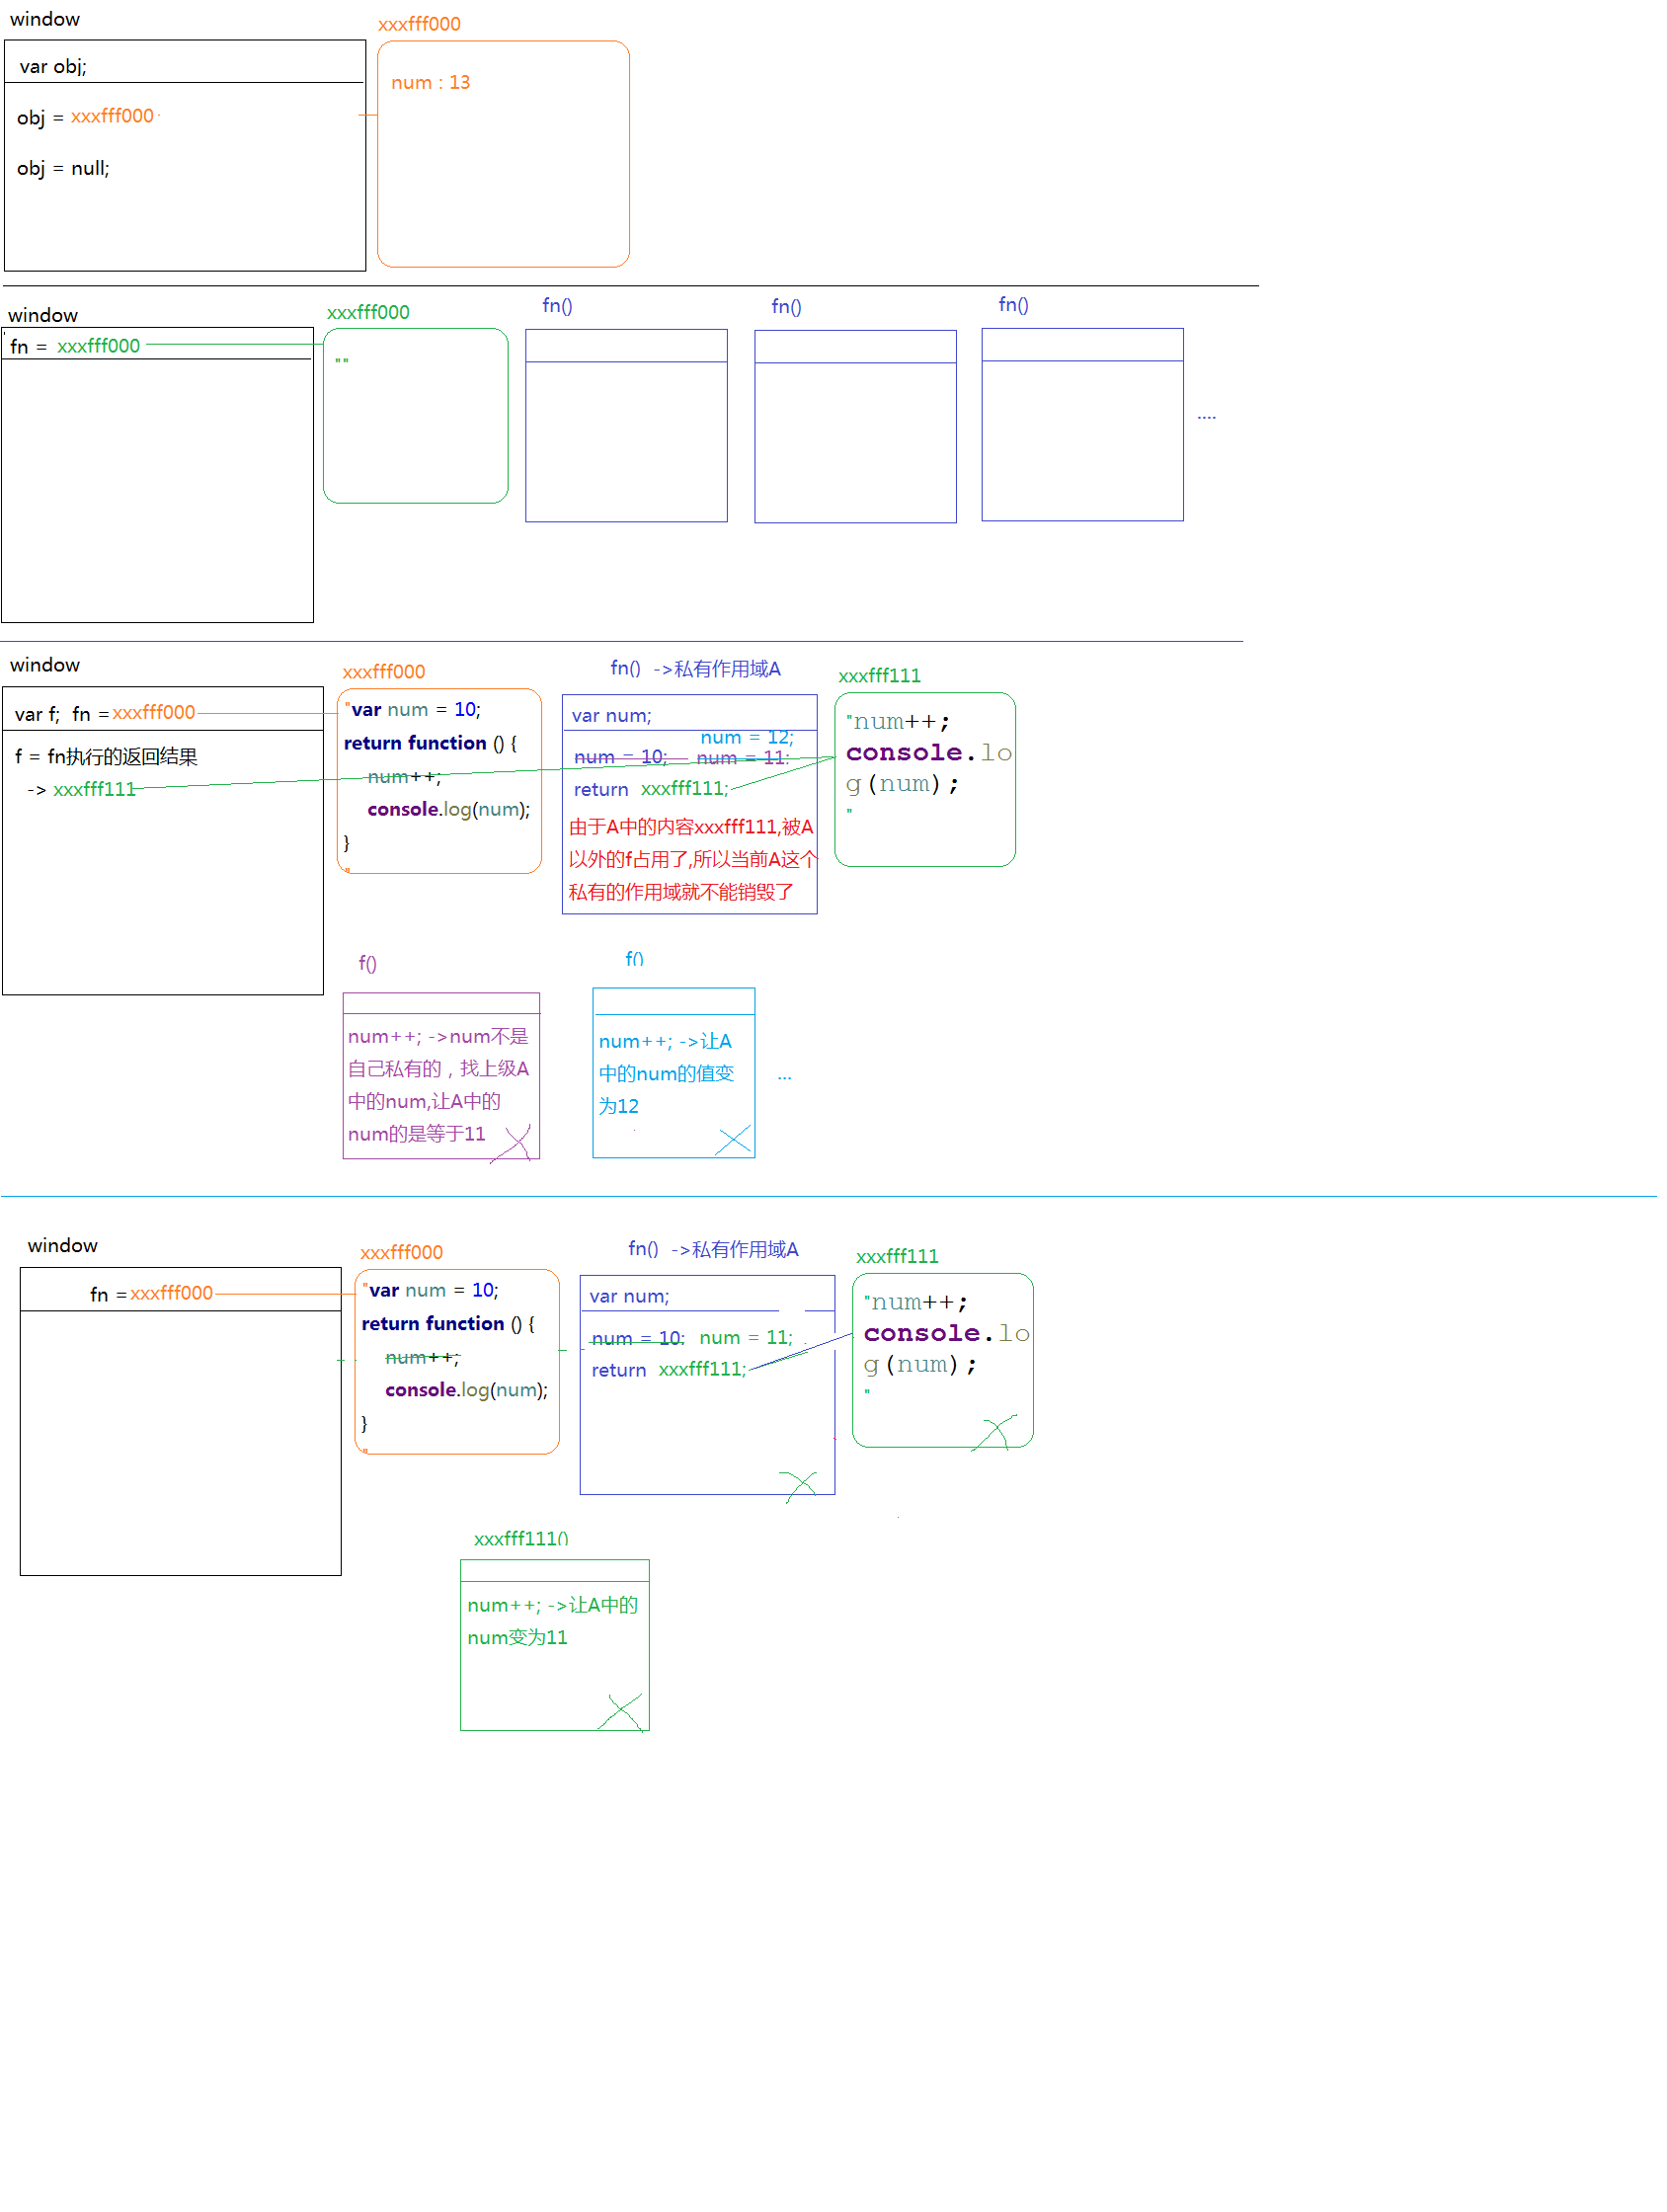 window
xxxfff000
var obj;
num : 13
obj = xxxfff000
obj = null;
window
xxxfff000
fn()
fn()
fn()
fn = xxxfff000
""
....
window
xxxfff000
fn() ->私有作用域A
xxxfff111
var f; fn =xxxfff000
f = fn执行的返回结果
-> xxxfff111
"var num = 10;
return function () {
num++;
console.log(num);
}
"
var num;
num = 12;
num = 10; num = 11;
return xxxfff111;
由于A中的内容xxxfff111,被A
以外的f占用了,所以当前A这个
私有的作用域就不能销毁了
"num++;
console.lo
g(num);
"
f()
f()
num++; ->num不是
自己私有的，找上级A
中的num,让A中的
num的是等于11
num++; ->让A
中的num的值变
为12
...
window
xxxfff000
fn() ->私有作用域A
xxxfff111
fn =xxxfff000
"var num = 10;
return function () {
num++;
console.log(num);
}
"
var num;
num = 10; num = 11;
return xxxfff111;
"num++;
console.lo
g(num);
"
xxxfff111()
num++; ->让A中的
num变为11